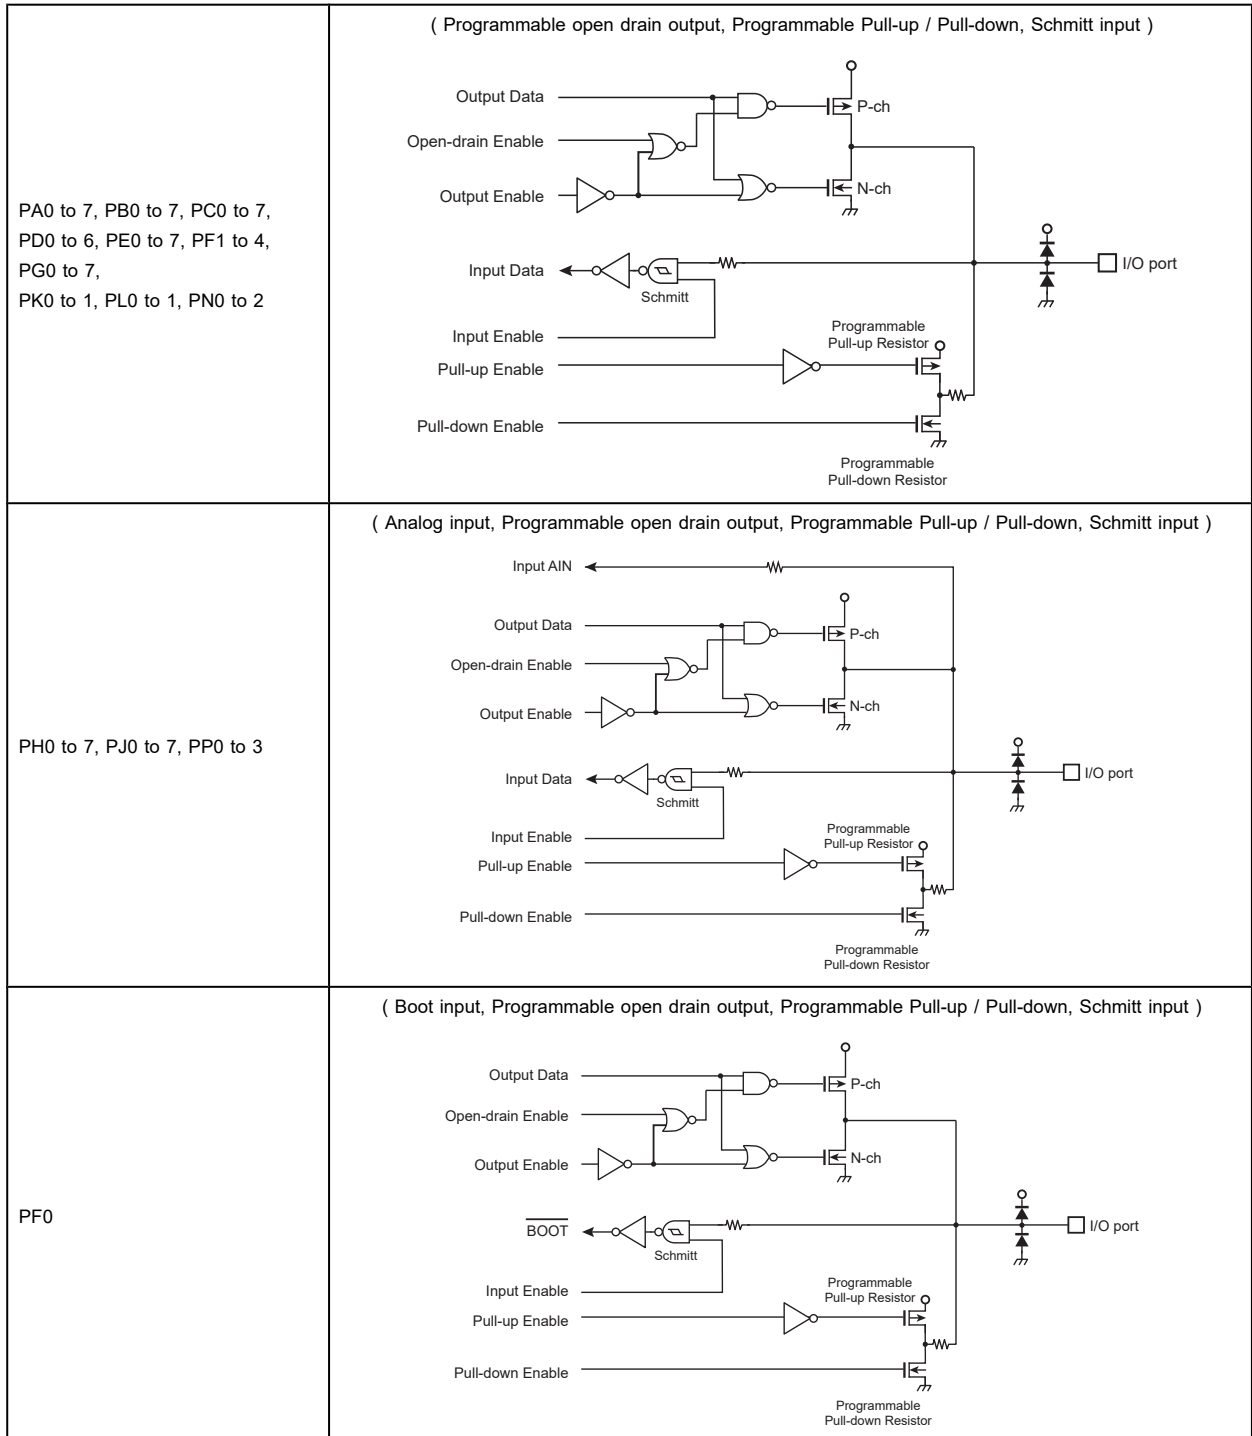 ( Programmable open drain output, Programmable Pull-up / Pull-down, Schmitt input )
Output Data
P-ch
Open-drain Enable
Output Enable
N-ch
PA0 to 7, PB0 to 7, PC0 to 7,
PD0 to 6, PE0 to 7, PF1 to 4,
PG0 to 7,
PK0 to 1, PL0 to 1, PN0 to 2
Input Data
Schmitt
I/O port
Input Enable
Programmable
Pull-up Resistor
Pull-up Enable
Pull-down Enable
Programmable
Pull-down Resistor
( Analog input, Programmable open drain output, Programmable Pull-up / Pull-down, Schmitt input )
Input AIN
Output Data
P-ch
Open-drain Enable
Output Enable
N-ch
PH0 to 7, PJ0 to 7, PP0 to 3
Input Data
Schmitt
I/O port
Input Enable
Programmable
Pull-up Resistor
Pull-up Enable
Pull-down Enable
Programmable
Pull-down Resistor
( Boot input, Programmable open drain output, Programmable Pull-up / Pull-down, Schmitt input )
Output Data
P-ch
Open-drain Enable
Output Enable
N-ch
PF0
BOOT
Schmitt
I/O port
Input Enable
Programmable
Pull-up Resistor
Pull-up Enable
Pull-down Enable
Programmable
Pull-down Resistor